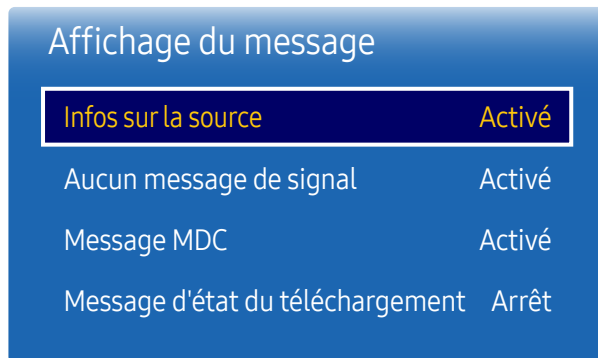 Affichage du message
Infos sur la source Activé
Aucun message de signal Activé
Message MDC Activé
Message d'état du téléchargement Arrêt